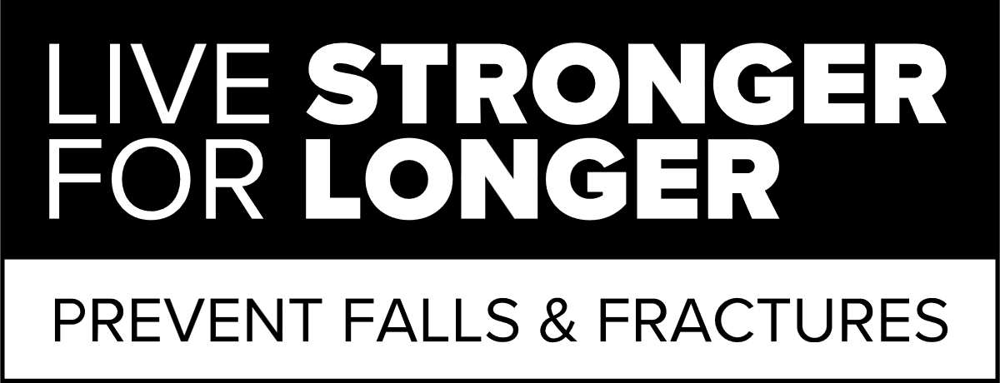 LIVE STRONGER
FOR LONGER
PREVENT FALLS & FRACTURES